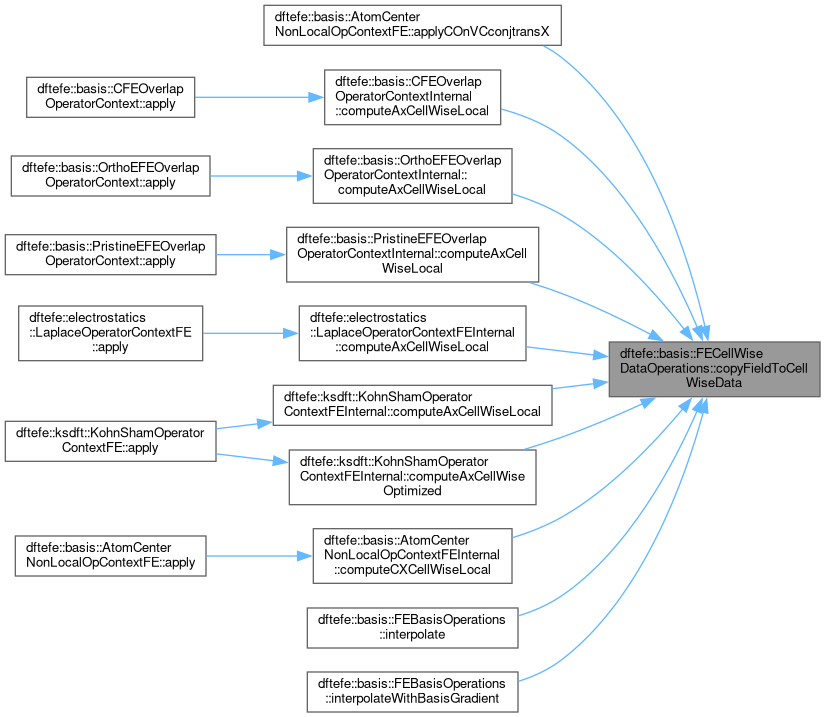 dftefe::basis::AtomCenter
NonLocalOpContextFE::applyCOnVCconjtransX
dftefe::basis::CFEOverlap
OperatorContext::apply
dftefe::basis::CFEOverlap
OperatorContextInternal
::computeAxCellWiseLocal
dftefe::basis::OrthoEFEOverlap
OperatorContext::apply
dftefe::basis::OrthoEFEOverlap
OperatorContextInternal::
computeAxCellWiseLocal
dftefe::basis::PristineEFEOverlap
OperatorContext::apply
dftefe::basis::PristineEFEOverlap
OperatorContextInternal::computeAxCell
WiseLocal
dftefe::electrostatics
::LaplaceOperatorContextFE
::apply
dftefe::electrostatics
::LaplaceOperatorContextFEInternal
::computeAxCellWiseLocal
dftefe::basis::FECellWise
DataOperations::copyFieldToCell
WiseData
dftefe::ksdft::KohnShamOperator
ContextFEInternal::computeAxCellWiseLocal
dftefe::ksdft::KohnShamOperator
ContextFE::apply
dftefe::ksdft::KohnShamOperator
ContextFEInternal::computeAxCellWise
Optimized
dftefe::basis::AtomCenter
NonLocalOpContextFE::apply
dftefe::basis::AtomCenter
NonLocalOpContextFEInternal
::computeCXCellWiseLocal
dftefe::basis::FEBasisOperations
::interpolate
dftefe::basis::FEBasisOperations
::interpolateWithBasisGradient